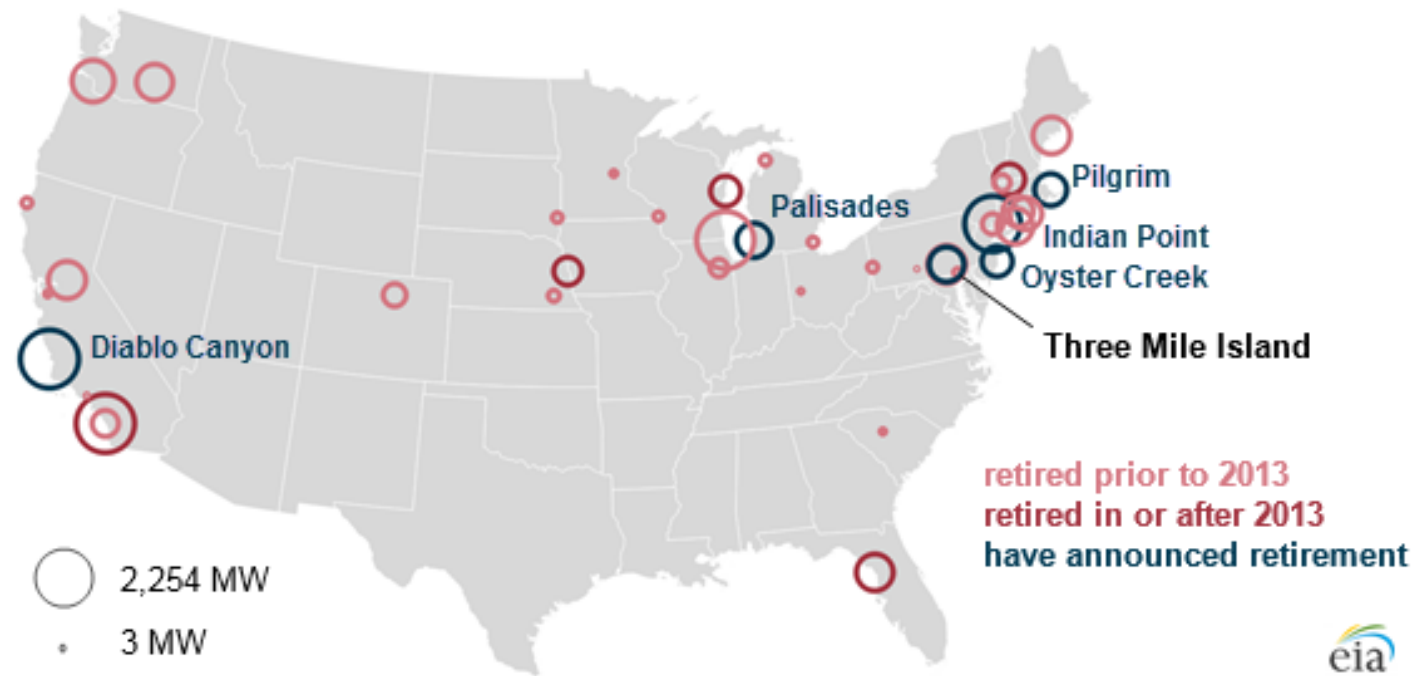 Pilgrim
Palisades
Indian Point
Oyster Creek
Three Mile Island
Diablo Canyon
retired prior to 2013
retired in or after 2013
have announced retirement
2,254 MW
3 MW
eia